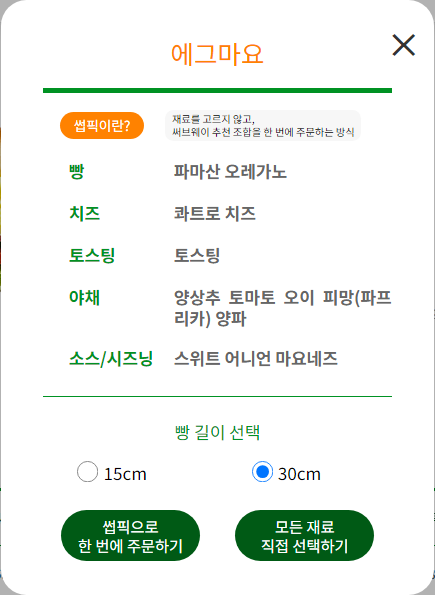 에그마요
썹픽이란?
재료를 고르지 않고,
써브웨이 추천 조합을 한 번에 주문하는 방식
빵 파마산 오레가노
치즈 콰트로 치즈
토스팅 토스팅
야채 양상추 토마토 오이 피망(파프
리카) 양파
소스/시즈닝 스위트 어니언 마요네즈
빵 길이 선택
15cm 30cm
썹픽으로
한 번에 주문하기
모든 재료
직접 선택하기